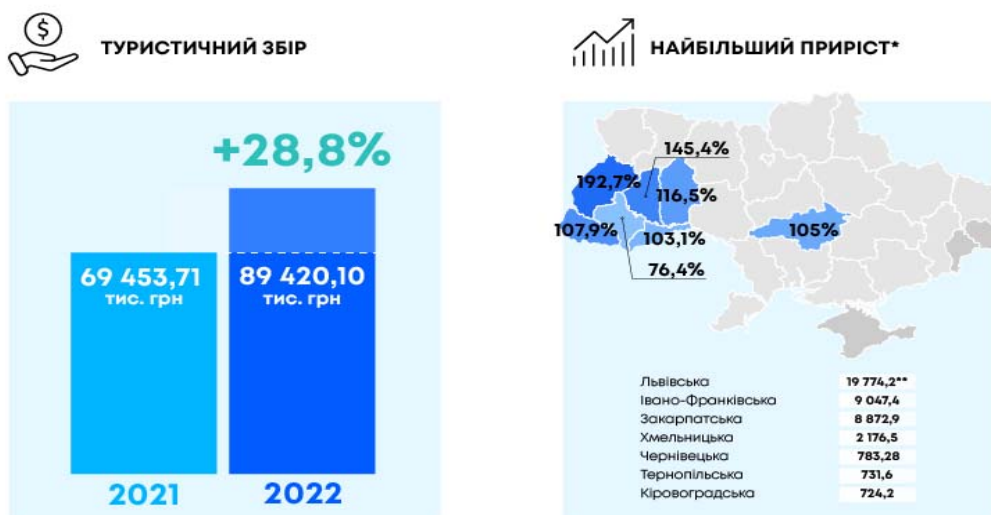 ТУРИСТИЧНИЙ ЗБІР
+28,8%
69 453,71
тис. грн
89 420,10
тис. грн
2021
2022
НАЙБІЛЬШИЙ ПРИРІСТ*
145,4%
192,7%
116,5%
107,9%
103,1%
105%
76,4%
Львівська 19 774,2**
Івано-Франківська 9 047,4
Закарпатська 8 872,9
Хмельницька 2 176,5
Чернівецька 783,28
Тернопільська 731,6
Кіровоградська 724,2